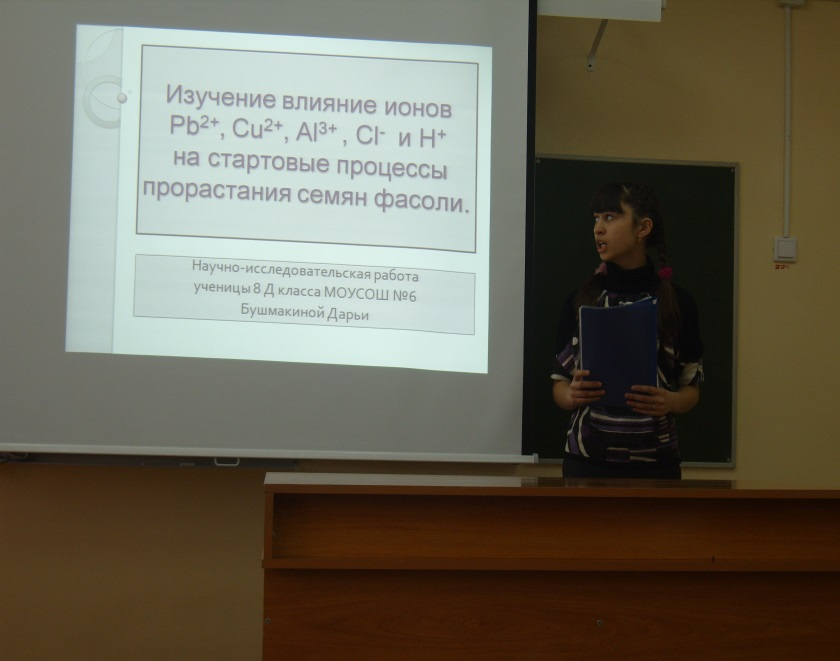 Изучение влияние ионов
Pb²⁺, Cu²⁺, Al³⁺ , Cl⁻ и H⁺
на стартовые процессы
прорастания семян фасоли.
Научно-исследовательская работа
ученицы 8 Д класса МОУСОШ №6
Бушмакиной Дарьи